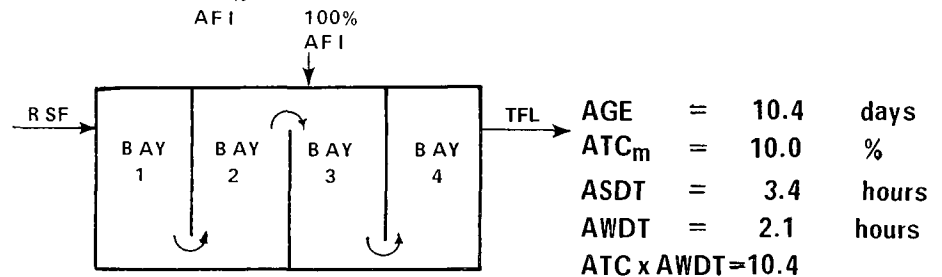 AFI
100%
AFI
RSF
TFL
BAY
1
BAY
2
BAY
3
BAY
4
AGE = 10.4 days
ATCm = 10.0 %
ASDT = 3.4 hours
AWDT = 2.1 hours
ATC x AWDT=10.4